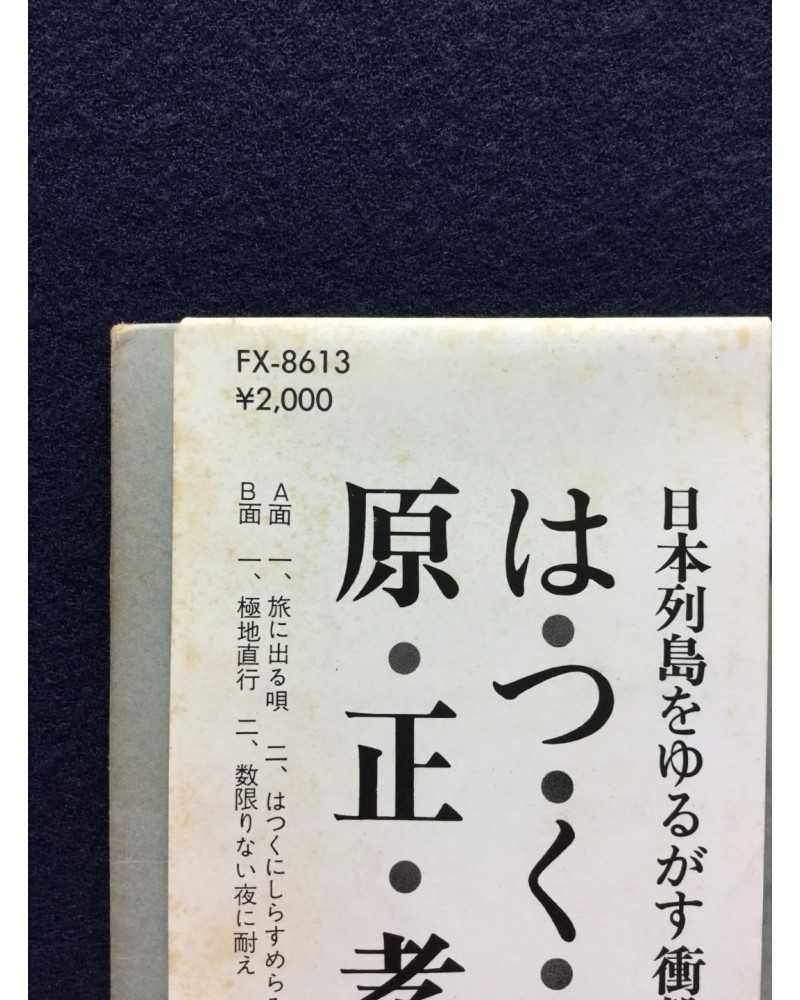 FX-8613
¥2,000
日本列島をゆるがす衝
は・つ・く・
原・正・孝
A面 一、旅に出る唄 二、はつくにしらすめら
B面 一、極地直行 二、数限りない夜に耐え